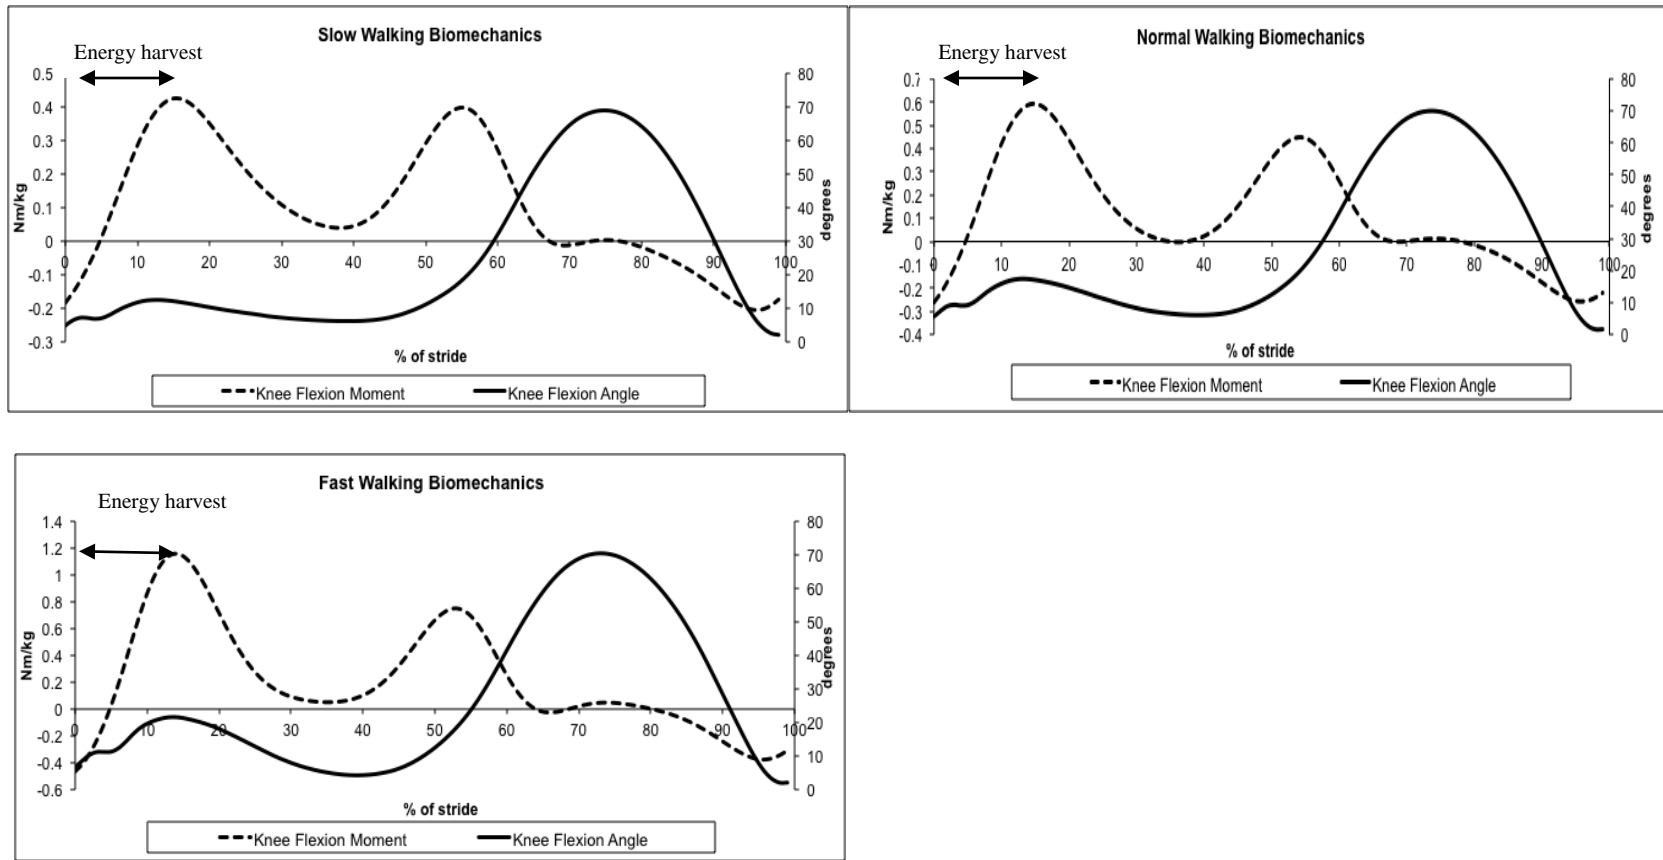 Slow Walking Biomechanics
Energy harvest
0.5
0.4
0.3
0.2
0.1
0
-0.1
-0.2
-0.3
Nm/kg
0 10 20 30 40 50 60 70 80 90 100
80
70
60
50
40
30
20
10
0
degrees
% of stride
Knee Flexion Moment Knee Flexion Angle
Normal Walking Biomechanics
Energy harvest
0.7
0.6
0.5
0.4
0.3
0.2
0.1
0
-0.1
-0.2
-0.3
-0.4
Nm/kg
0 10 20 30 40 50 60 70 80 90 100
80
70
60
50
40
30
20
10
0
degrees
% of stride
Knee Flexion Moment Knee Flexion Angle
Fast Walking Biomechanics
Energy harvest
1.4
1.2
1
0.8
0.6
0.4
0.2
0
-0.2
-0.4
-0.6
Nm/kg
0 10 20 30 40 50 60 70 80 90 100
80
70
60
50
40
30
20
10
0
degrees
% of stride
Knee Flexion Moment Knee Flexion Angle